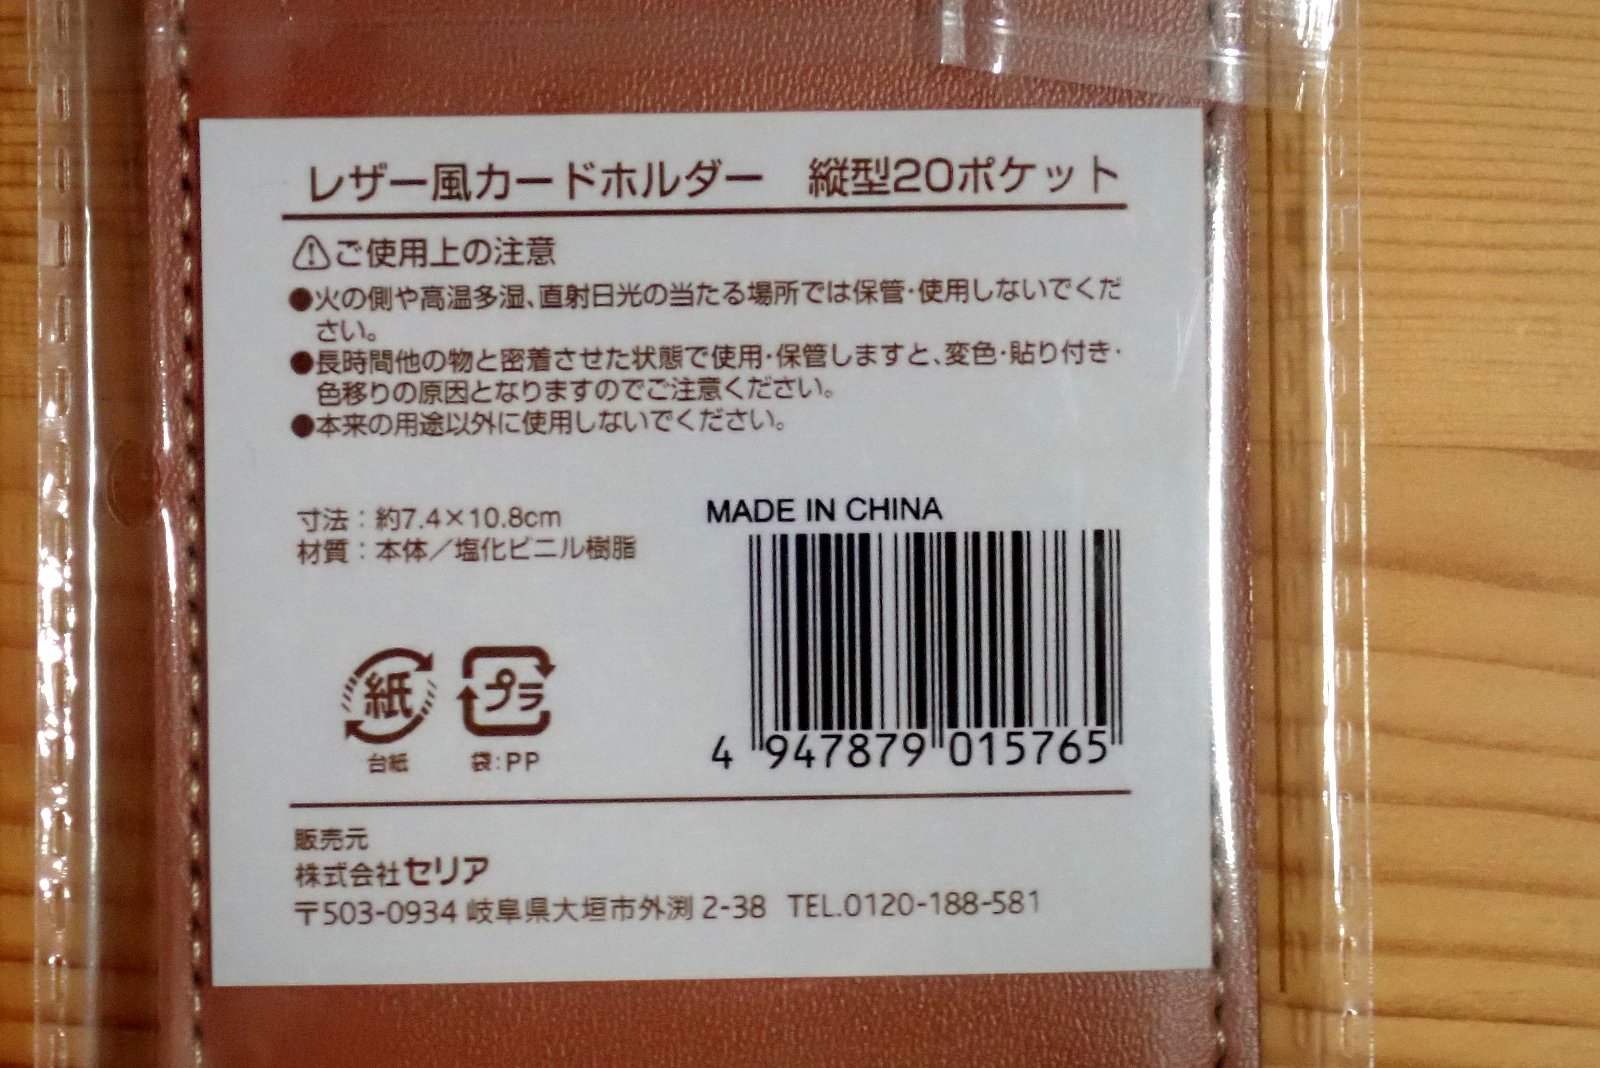 レザー風カードホルダー 縦型20ポケット
ご使用上の注意
●火の側や高温多湿、直射日光の当たる場所では保管・使用しないでくだ
さい。
●長時間他の物と密着させた状態で使用・保管しますと、変色・貼り付き・
色移りの原因となりますのでご注意ください。
●本来の用途以外に使用しないでください。
寸法：約7.4×10.8cm
材質：本体／塩化ビニル樹脂
MADE IN CHINA
4 947879 015765
紙
台紙
プラ
袋：PP
販売元
株式会社セリア
〒503-0934 岐阜県大垣市外渕 2-38 TEL.0120-188-581